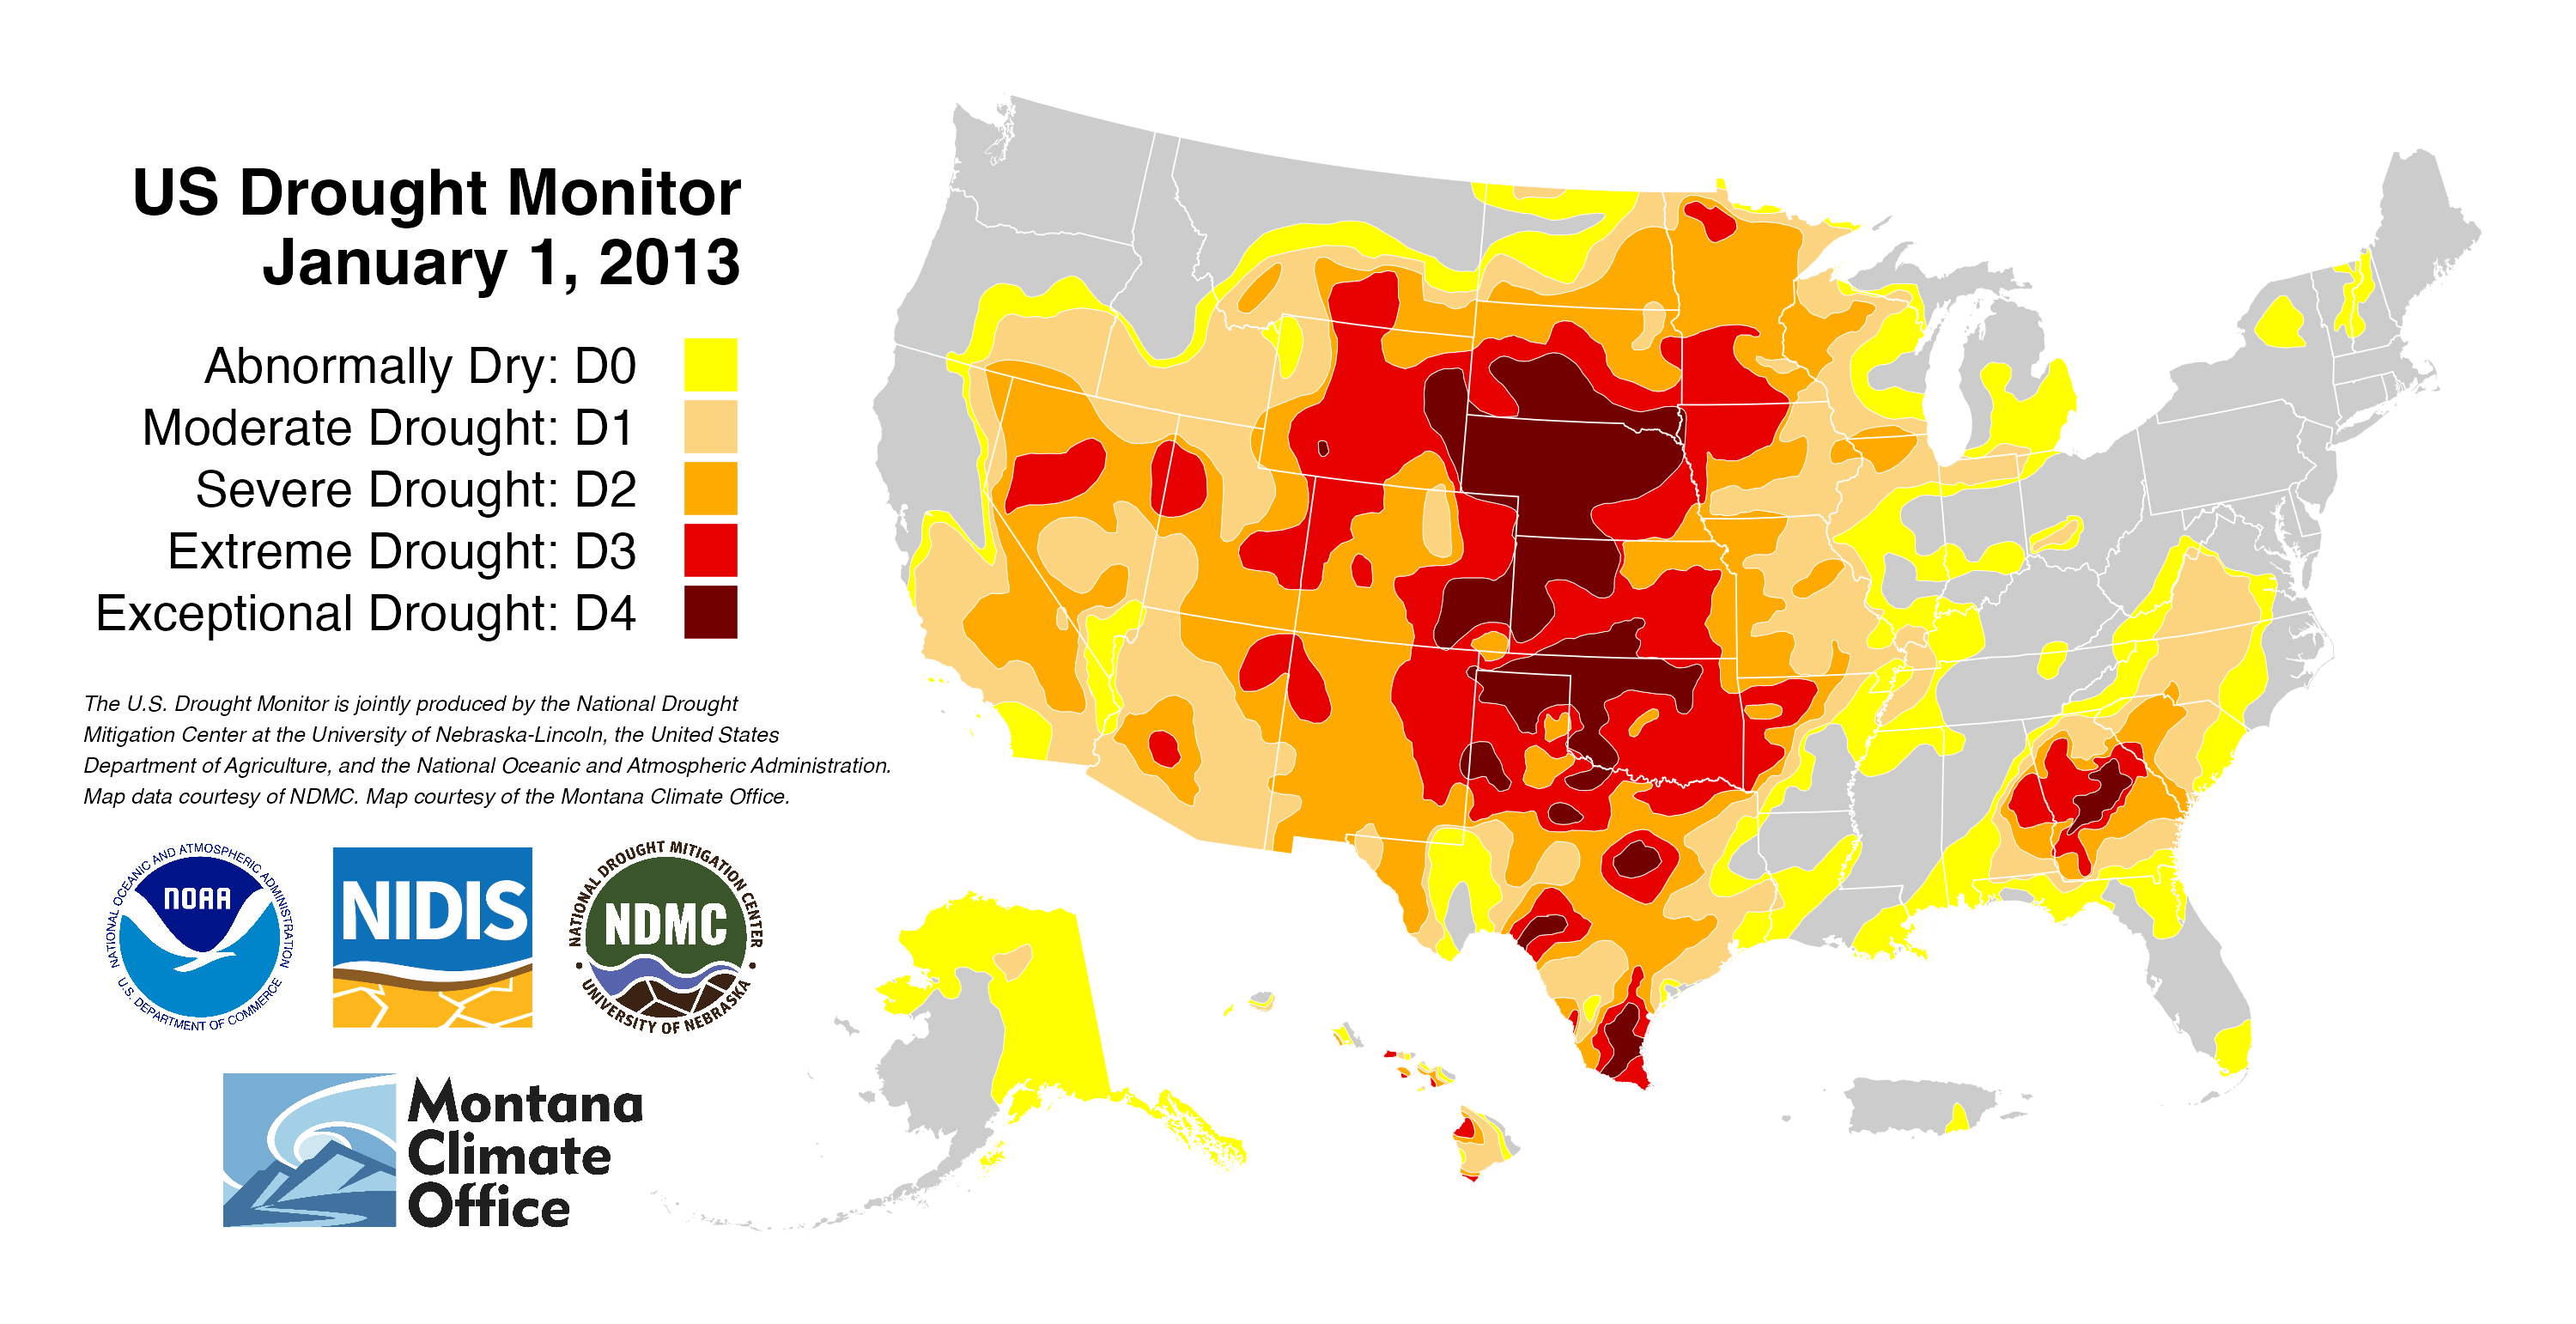 US Drought Monitor
January 1, 2013
Abnormally Dry: D0
Moderate Drought: D1
Severe Drought: D2
Extreme Drought: D3
Exceptional Drought: D4
The U.S. Drought Monitor is jointly produced by the National Drought
Mitigation Center at the University of Nebraska-Lincoln, the United States
Department of Agriculture, and the National Oceanic and Atmospheric Administration.
Map data courtesy of NDMC. Map courtesy of the Montana Climate Office.
NATIONAL OCEANIC AND ATMOSPHERIC ADMINISTRATION
NOAA
U.S. DEPARTMENT OF COMMERCE
NIDIS
NATIONAL DROUGHT MITIGATION CENTER
NDMC
UNIVERSITY OF NEBRASKA
Montana
Climate
Office